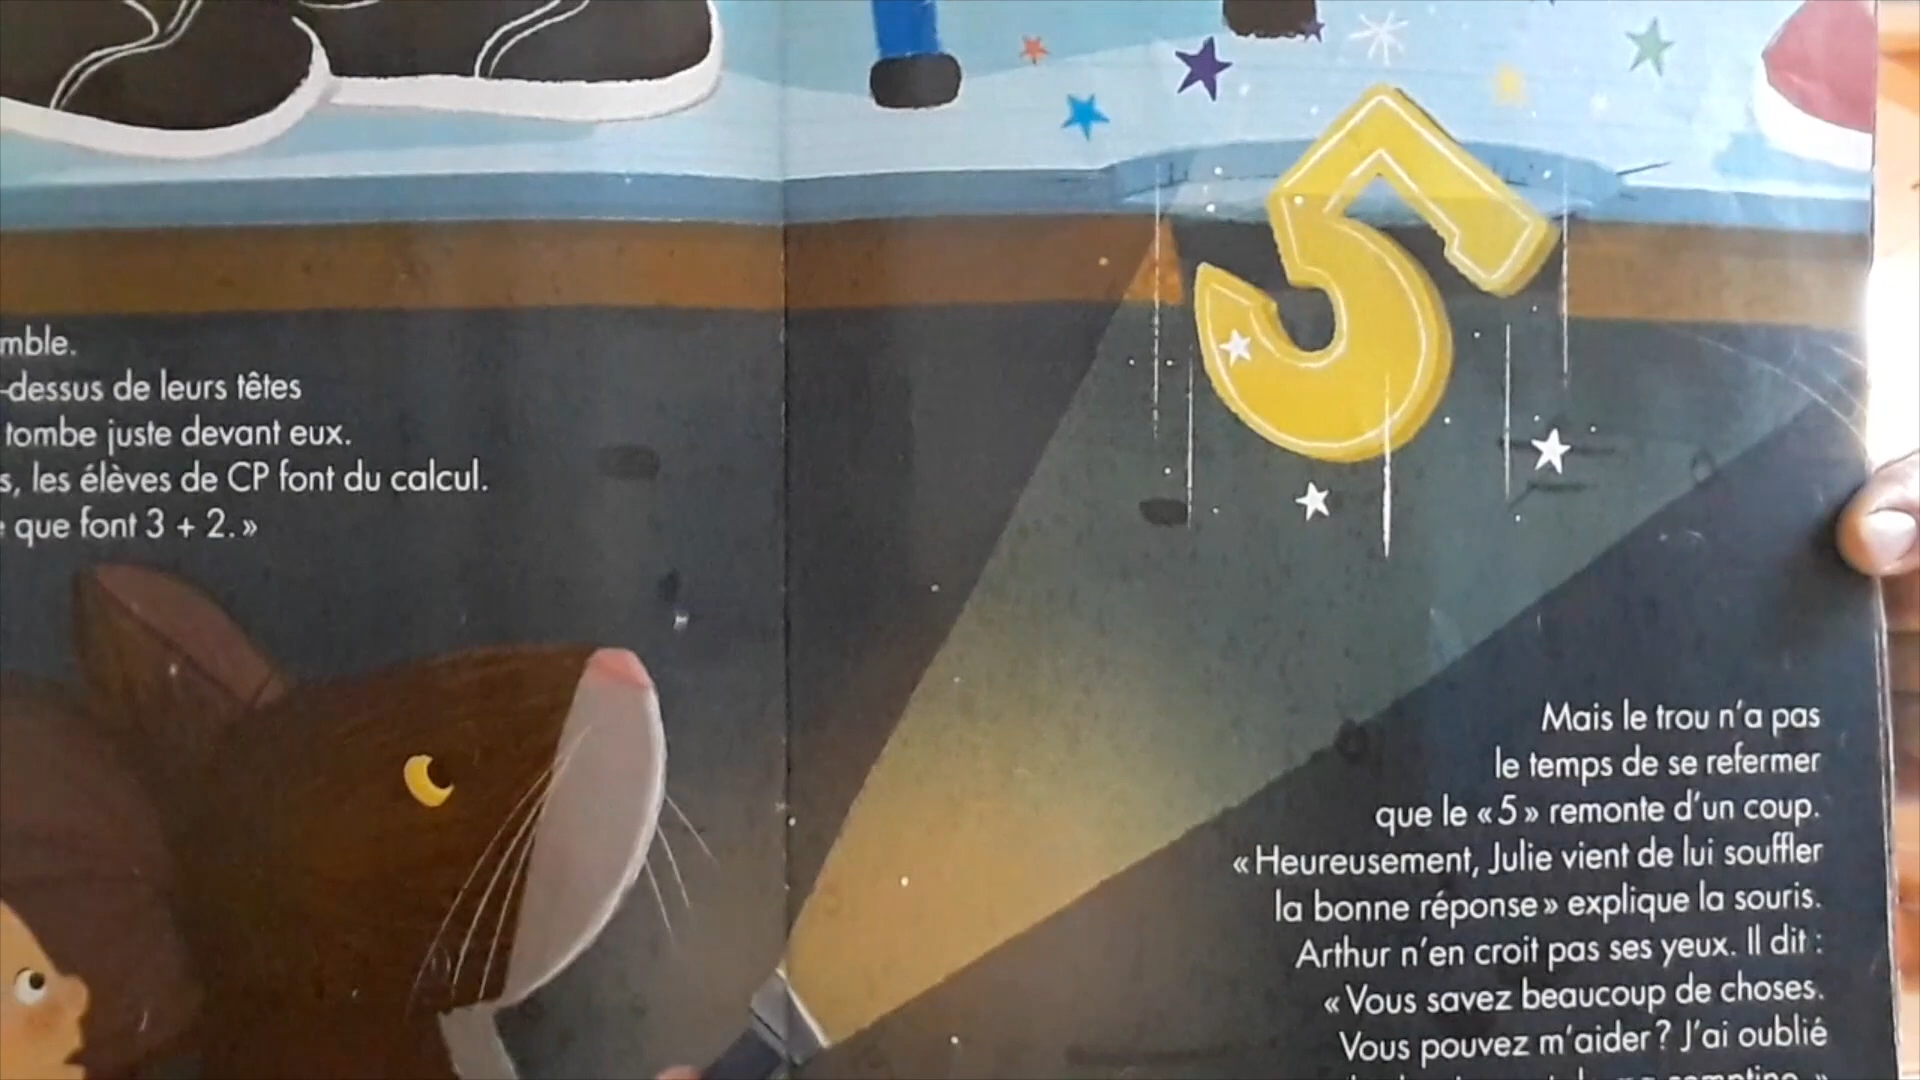 mble.
-dessus de leurs têtes
tombe juste devant eux.
s, les élèves de CP font du calcul.
que font 3 + 2. »
5
Mais le trou n'a pas
le temps de se refermer
que le « 5 » remonte d'un coup.
« Heureusement, Julie vient de lui souffler
la bonne réponse » explique la souris.
Arthur n'en croit pas ses yeux. Il dit :
« Vous savez beaucoup de choses.
Vous pouvez m'aider ? J'ai oublié